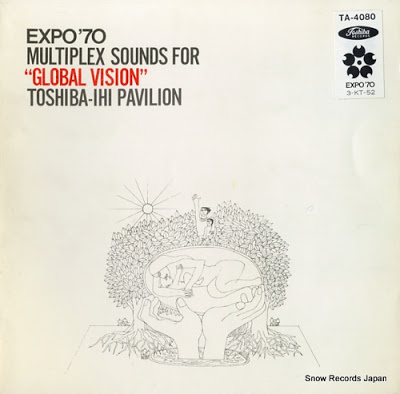 EXPO'70
MULTIPLEX SOUNDS FOR
"GLOBAL VISION"
TOSHIBA-IHI PAVILION
TA-4080
Toshiba
RECORDS
EXPO'70
3-KT-52
Snow Records Japan